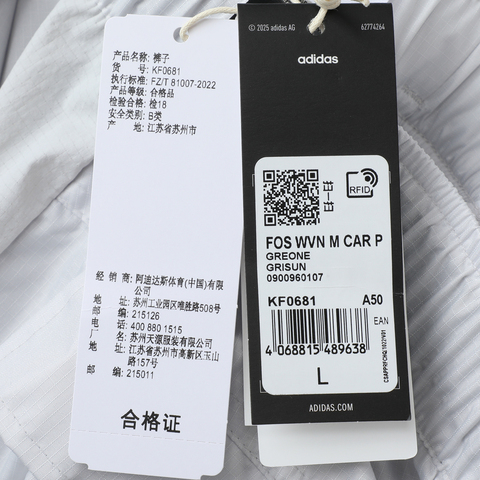 产品名称: 裤子
货 号: KF0681
执行标准: FZ/T 81007-2022
产品等级: 合格品
检验合格: 检18
安全类别: B类
产 地: 江苏省苏州市
经 销 商: 阿迪达斯体育(中国)有限
公司
地 址: 苏州工业园区唯胜路508号
邮 编: 215126
电 话: 400 880 1515
厂 名: 苏州天源服装有限公司
地 址: 江苏省苏州市高新区玉山
路157号
邮 编: 215011
合格证
© 2025 adidas AG 62774264
adidas
RFID
FOS WVN M CAR P
GREONE
GRISUN
0900960107
KF0681 A50
EAN
4 068815 489638
L
ADIDAS.COM